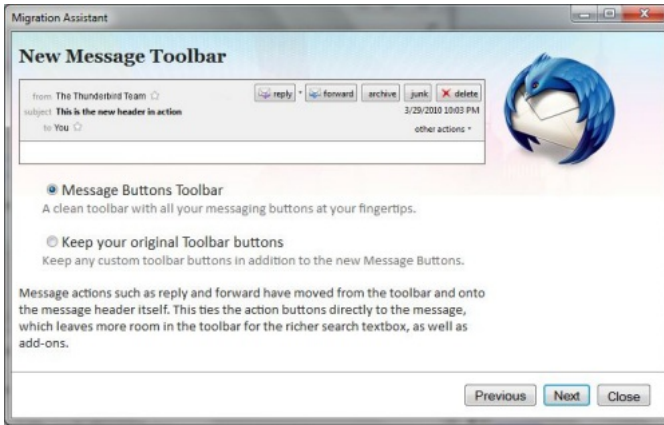 Migration Assistant
New Message Toolbar
from The Thunderbird Team
reply forward archive junk delete
subject This is the new header in action
3/29/2010 10:03 PM
to You
other actions
Message Buttons Toolbar
A clean toolbar with all your messaging buttons at your fingertips.
Keep your original Toolbar buttons
Keep any custom toolbar buttons in addition to the new Message Buttons.
Message actions such as reply and forward have moved from the toolbar and onto
the message header itself. This ties the action buttons directly to the message,
which leaves more room in the toolbar for the richer search textbox, as well as
add-ons.
Previous Next Close